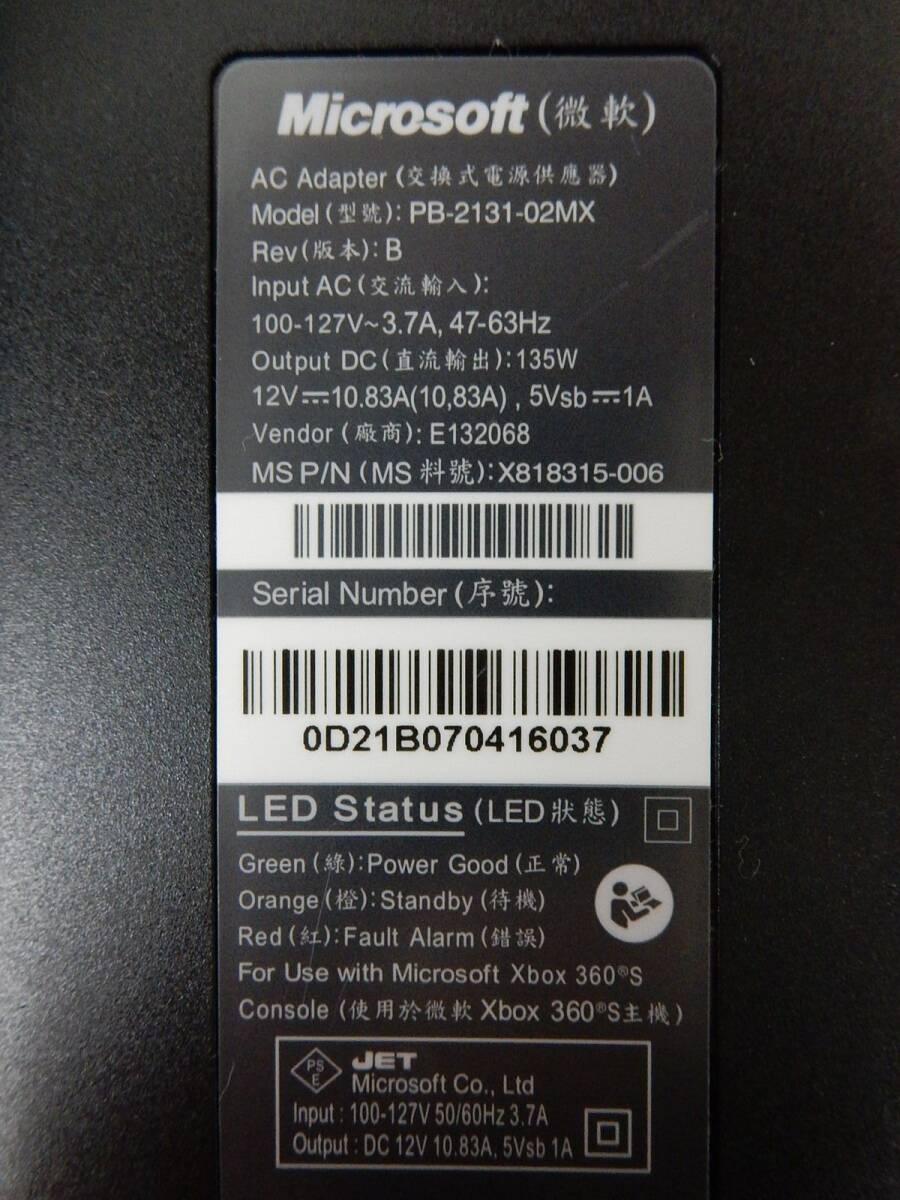 Microsoft (微軟)
AC Adapter (交換式電源供應器)
Model (型號): PB-2131-02MX
Rev (版本): B
Input AC (交流輸入):
100-127V~3.7A, 47-63Hz
Output DC (直流輸出): 135W
12V⎓10.83A(10,83A) , 5Vsb⎓1A
Vendor (廠商): E132068
MS P/N (MS 料號): X818315-006
Serial Number (序號):
0D21B070416037
LED Status (LED 狀態)
Green (綠): Power Good (正常)
Orange (橙): Standby (待機)
Red (紅): Fault Alarm (錯誤)
For Use with Microsoft Xbox 360®S
Console (使用於微軟 Xbox 360®S主機)
PS
E
JET
Microsoft Co., Ltd
Input : 100-127V 50/60Hz 3.7A
Output : DC 12V 10.83A, 5Vsb 1A